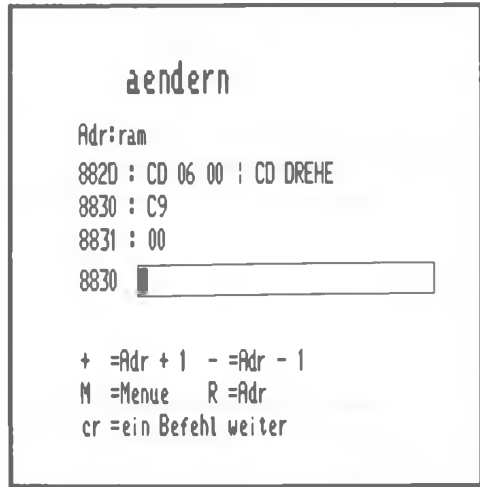 aendern
Adr:ram
882D : CD 06 00 | CD DREHE
8830 : C9
8831 : 00
8830
+ =Adr + 1 - =Adr - 1
M =Menue R =Adr
cr =ein Befehl weiter